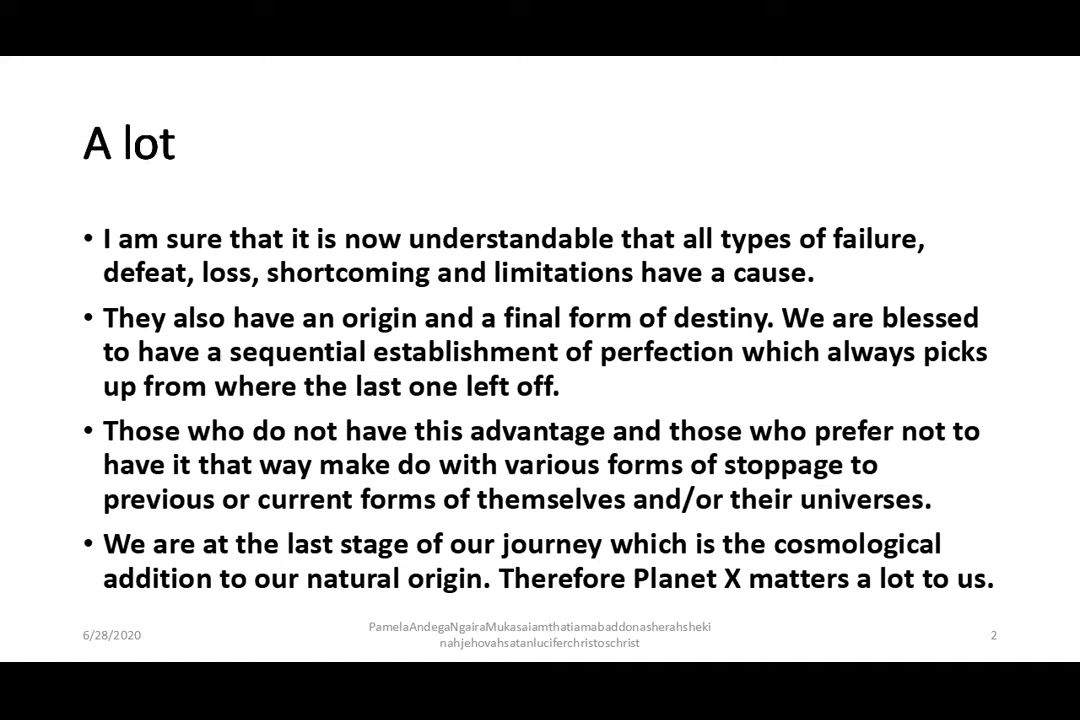 A lot
• I am sure that it is now understandable that all types of failure,
defeat, loss, shortcoming and limitations have a cause.
• They also have an origin and a final form of destiny. We are blessed
to have a sequential establishment of perfection which always picks
up from where the last one left off.
• Those who do not have this advantage and those who prefer not to
have it that way make do with various forms of stoppage to
previous or current forms of themselves and/or their universes.
• We are at the last stage of our journey which is the cosmological
addition to our natural origin. Therefore Planet X matters a lot to us.
6/28/2020
PamelaAndegaNgairaMukasaiamthatiamabaddonasherahsheki
nahjehovahsatanluciferchristoschrist
2